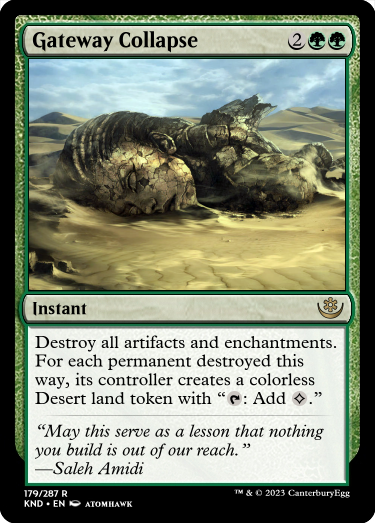 Gateway Collapse 2
Instant
Destroy all artifacts and enchantments.
For each permanent destroyed this
way, its controller creates a colorless
Desert land token with “: Add .”
“May this serve as a lesson that nothing
you build is out of our reach.”
—Saleh Amidi
179/287 R
KND • EN ATOMHAWK
™ & © 2023 CanterburyEgg